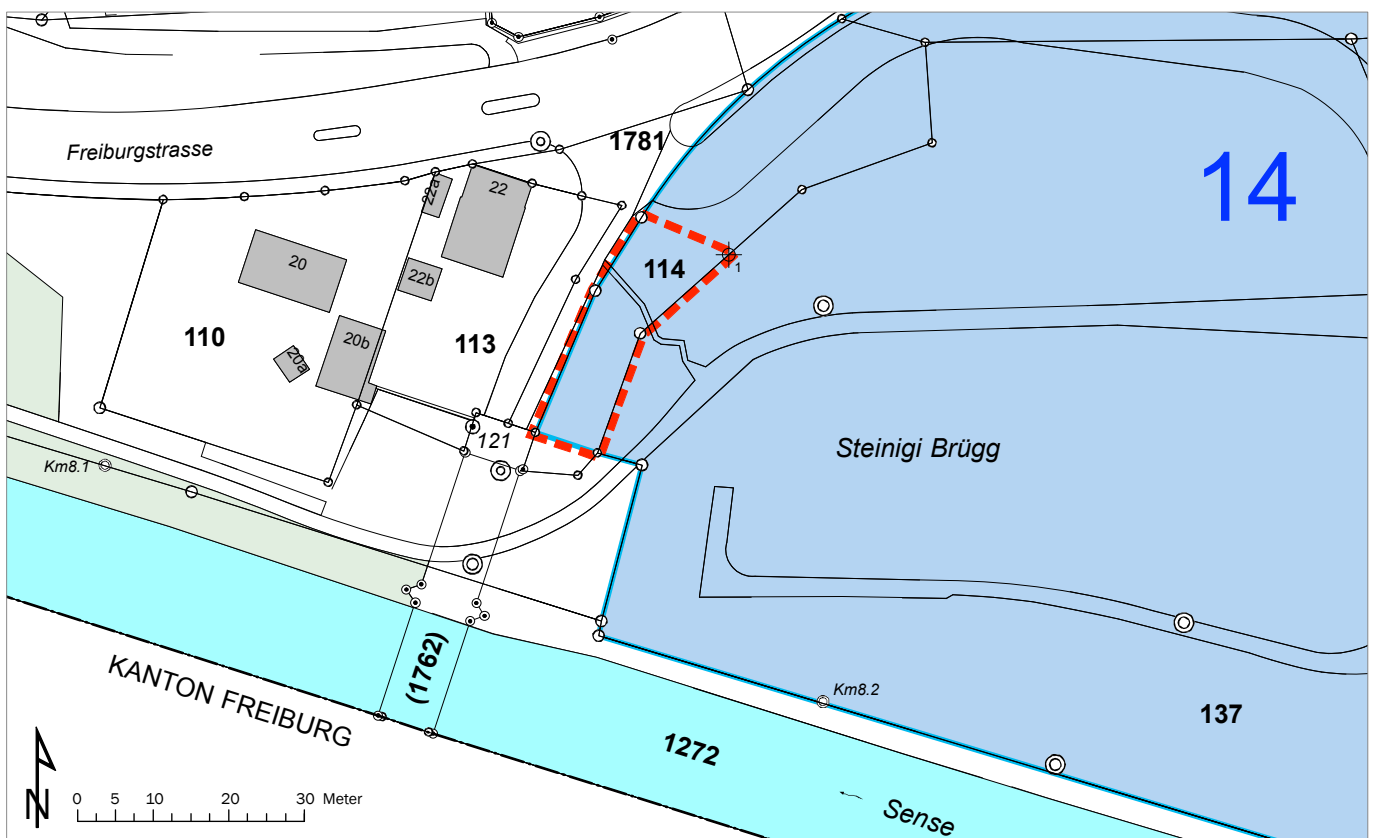 1781
Freiburgstrasse
22a
22
14
20
22b
114
1
110
20b
113
20a
121
Steinigi Brügg
Km8.1
(1762)
KANTON FREIBURG
Km8.2
137
1272
N
0 5 10 20 30 Meter
Sense